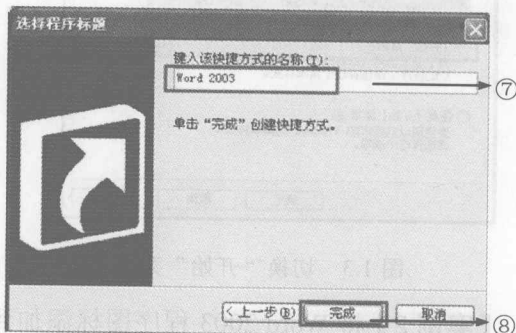 选择程序标题
键入该快捷方式的名称(T):
Word 2003
⑦
单击“完成”创建快捷方式。
<上一步(B)
完成
取消
⑧